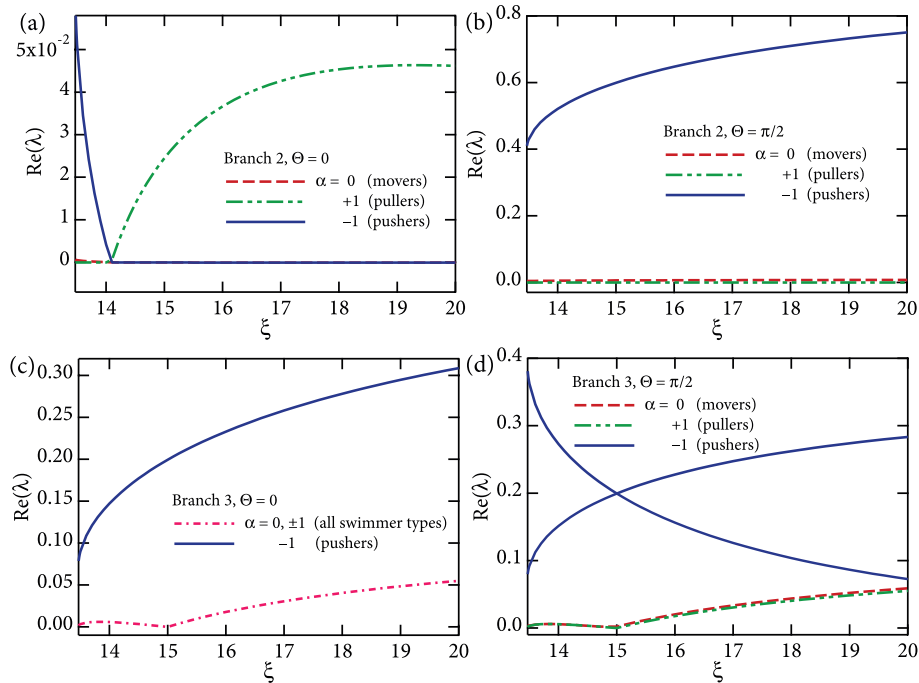 (a)
5x10⁻²
4
3
2
1
0
Re(λ)
Branch 2, Θ = 0
α = 0 (movers)
+1 (pullers)
−1 (pushers)
14 15 16 17 18 19 20
ξ
(b)
0.8
0.6
0.4
0.2
0.0
Re(λ)
Branch 2, Θ = π/2
α = 0 (movers)
+1 (pullers)
−1 (pushers)
14 15 16 17 18 19 20
ξ
(c)
0.30
0.25
0.20
0.15
0.10
0.05
0.00
Re(λ)
Branch 3, Θ = 0
α = 0, ±1 (all swimmer types)
−1 (pushers)
14 15 16 17 18 19 20
ξ
(d)
0.4
0.3
0.2
0.1
0.0
Re(λ)
Branch 3, Θ = π/2
α = 0 (movers)
+1 (pullers)
−1 (pushers)
14 15 16 17 18 19 20
ξ